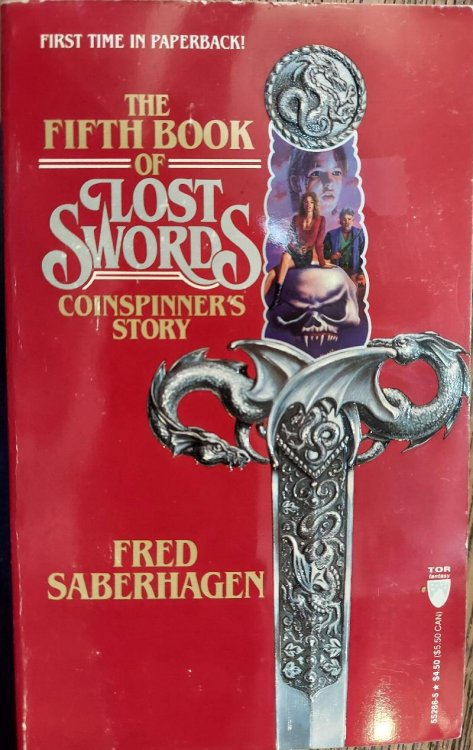 FIRST TIME IN PAPERBACK!
THE
FIFTH BOOK
OF
LOST
SWORDS
COINSPINNER'S
STORY
FRED
SABERHAGEN
TOR
fantasy
55288-5 ★ $4.50 ($5.50 CAN)